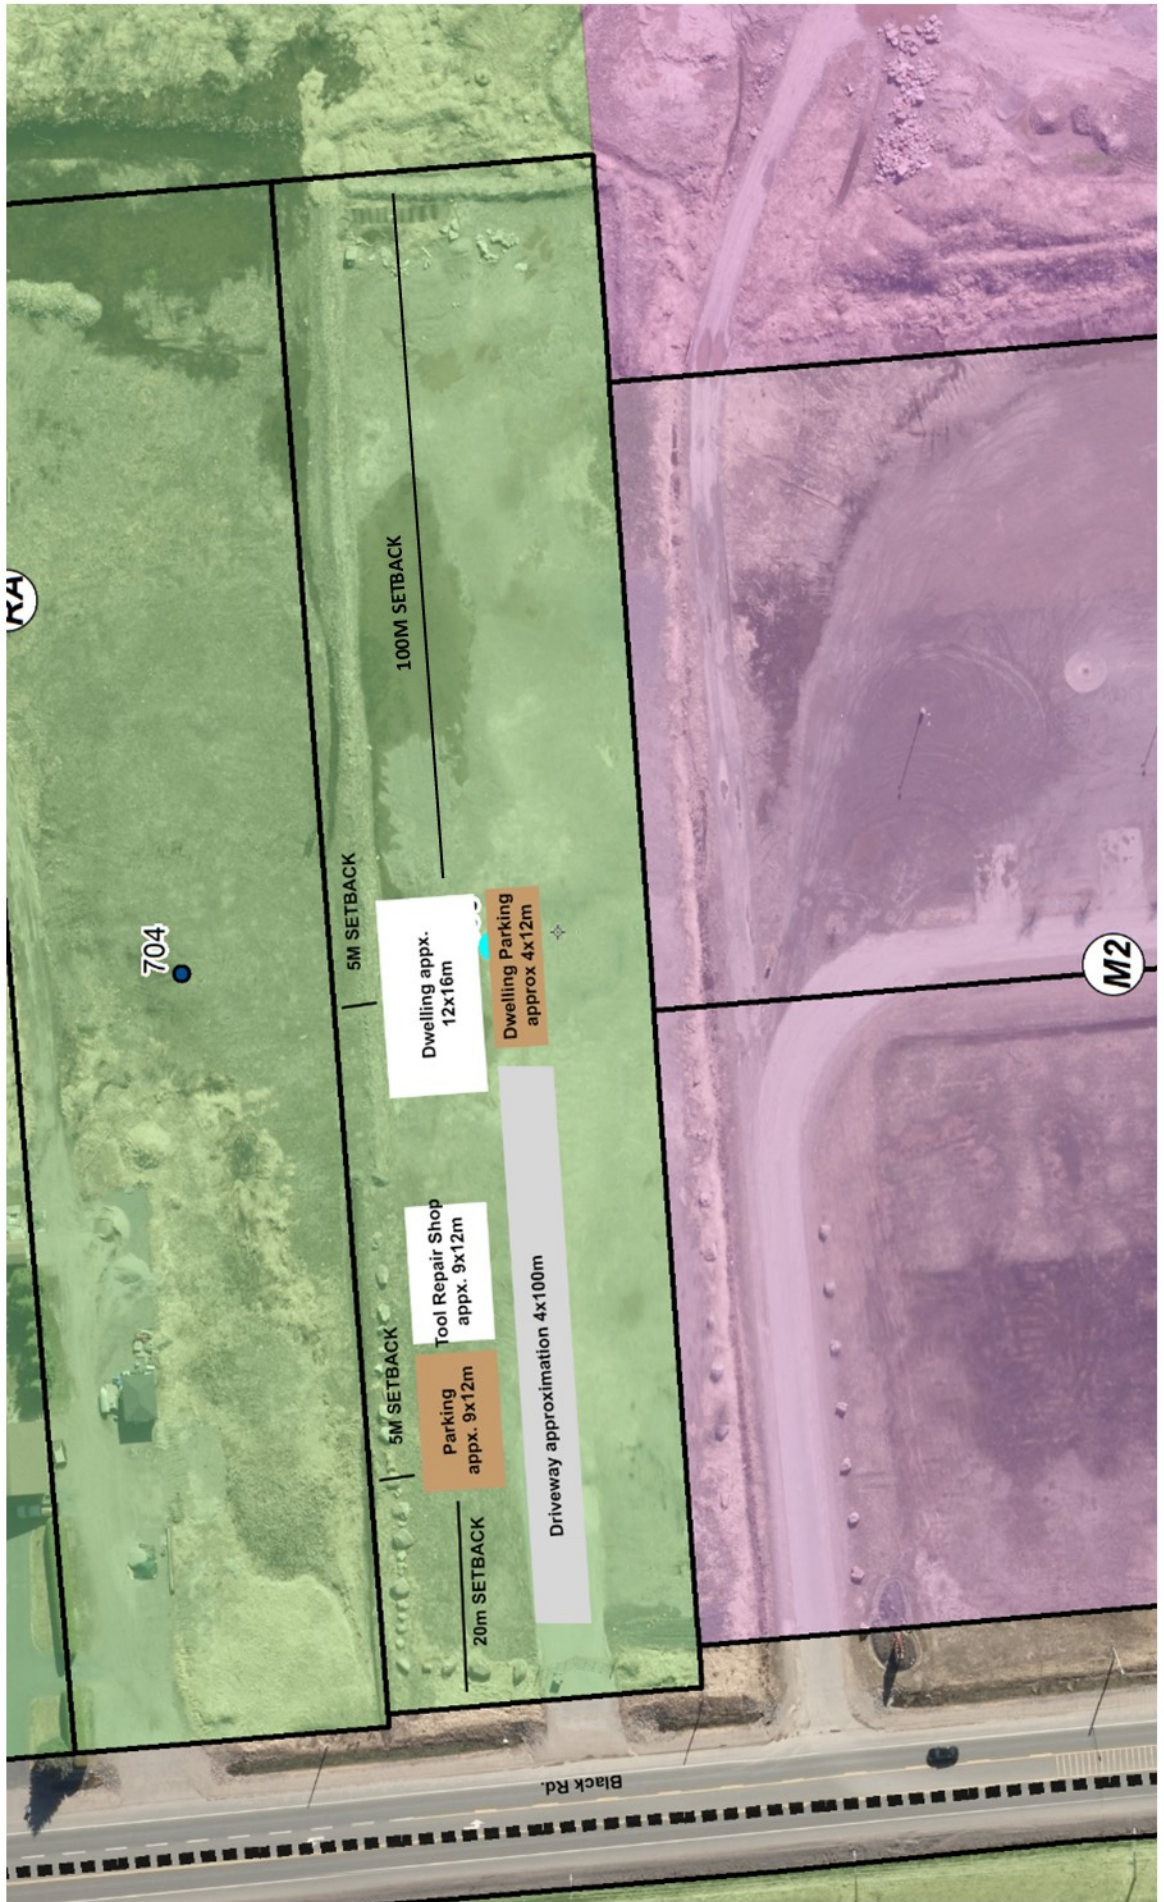 RA
100M SETBACK
5M SETBACK
704
Dwelling appx.
12x16m
Dwelling Parking
approx 4x12m
M2
Tool Repair Shop
appx. 9x12m
5M SETBACK
Parking
appx. 9x12m
Driveway approximation 4x100m
20m SETBACK
Black Rd.